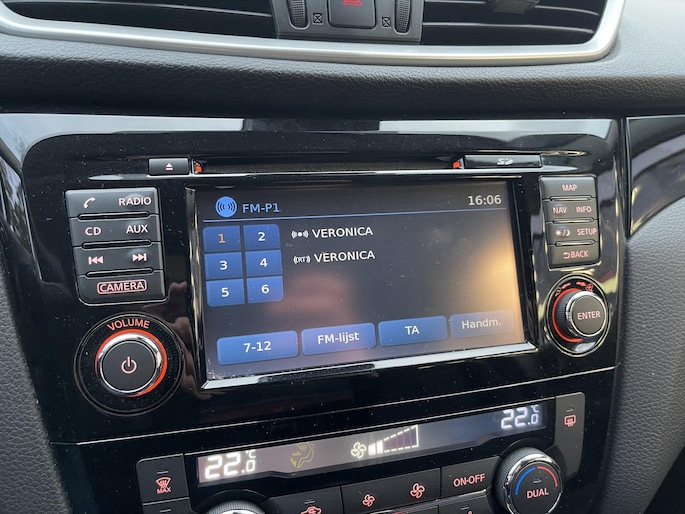 RADIO
CD AUX
CAMERA
VOLUME
SD
FM-P1 16:06
1 2 VERONICA
3 4 RT VERONICA
5 6
7-12 FM-lijst TA Handm.
MAP
NAV INFO
SETUP
BACK
ENTER
22.0 °C 22.0 °C
MAX
ON-OFF
DUAL